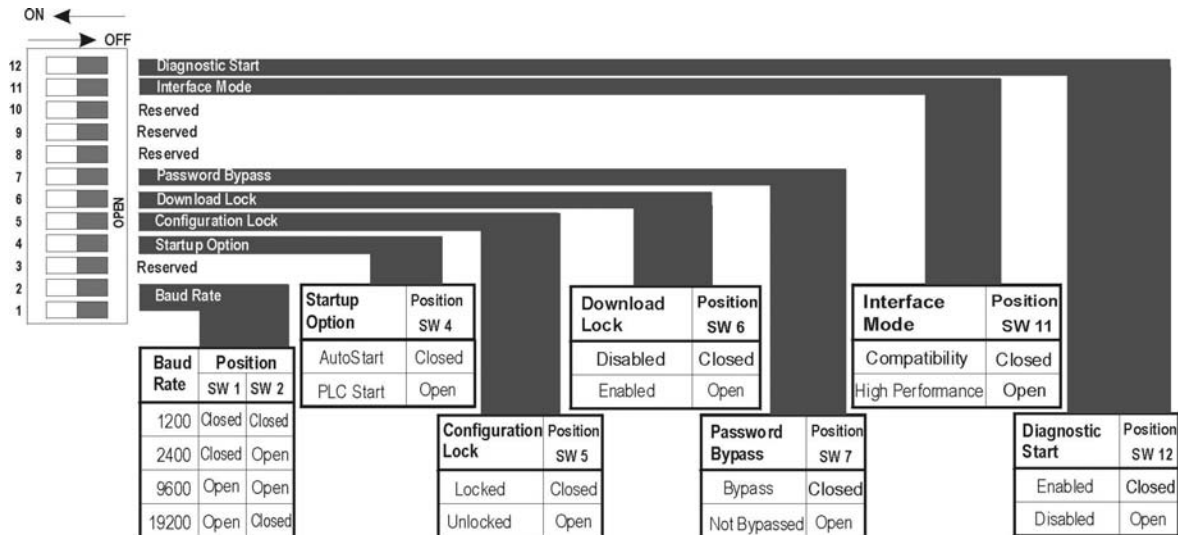 ON
OFF
12 Diagnostic Start
11 Interface Mode
10 Reserved
9 Reserved
8 Reserved
7 Password Bypass
6 Download Lock
5 Configuration Lock
4 Startup Option
3 Reserved
2 Baud Rate
1
OPEN
Baud Rate Position
SW 1 SW 2
1200 Closed Closed
2400 Closed Open
9600 Open Open
19200 Open Closed
Startup Option Position SW 4
AutoStart Closed
PLC Start Open
Configuration Lock Position SW 5
Locked Closed
Unlocked Open
Download Lock Position SW 6
Disabled Closed
Enabled Open
Password Bypass Position SW 7
Bypass Closed
Not Bypassed Open
Interface Mode Position SW 11
Compatibility Closed
High Performance Open
Diagnostic Start Position SW 12
Enabled Closed
Disabled Open